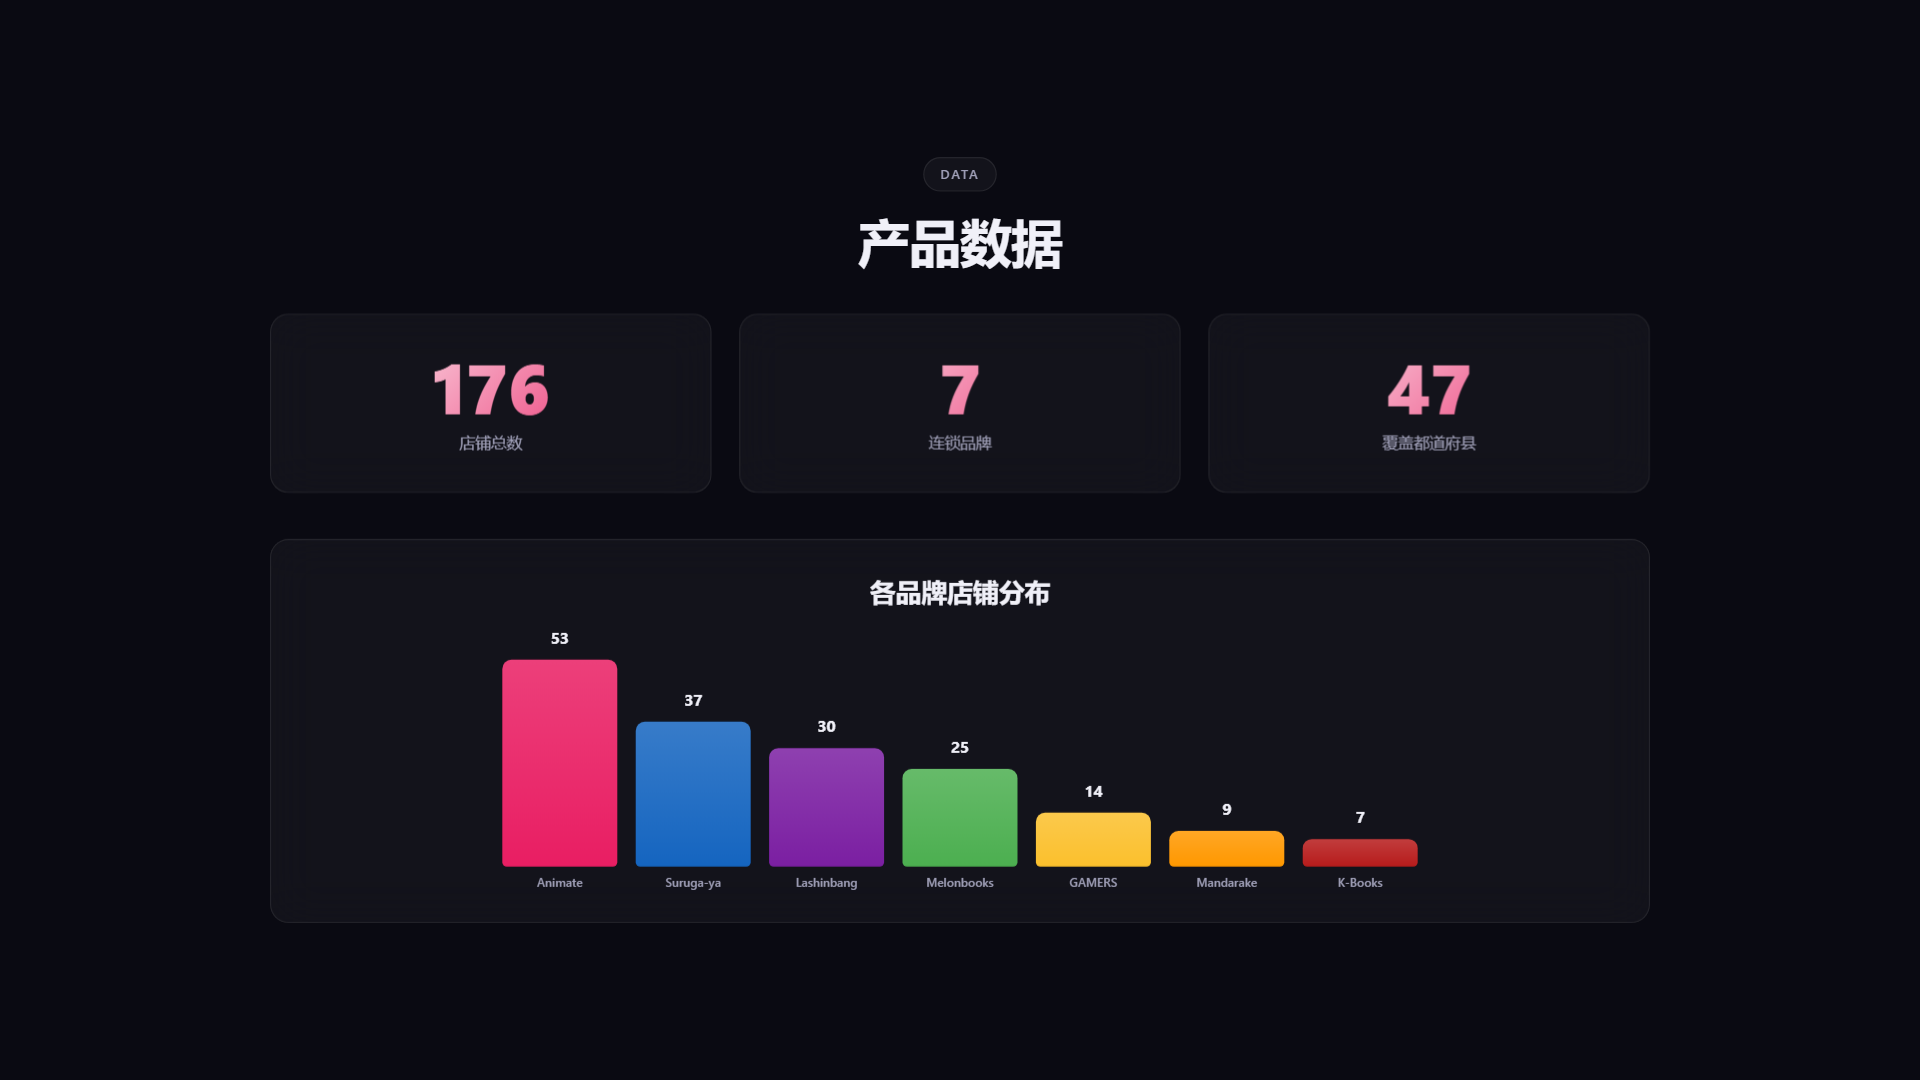 DATA
产品数据
176
店铺总数
7
连锁品牌
47
覆盖都道府县
各品牌店铺分布
53
37
30
25
14
9
7
Animate
Suruga-ya
Lashinbang
Melonbooks
GAMERS
Mandarake
K-Books